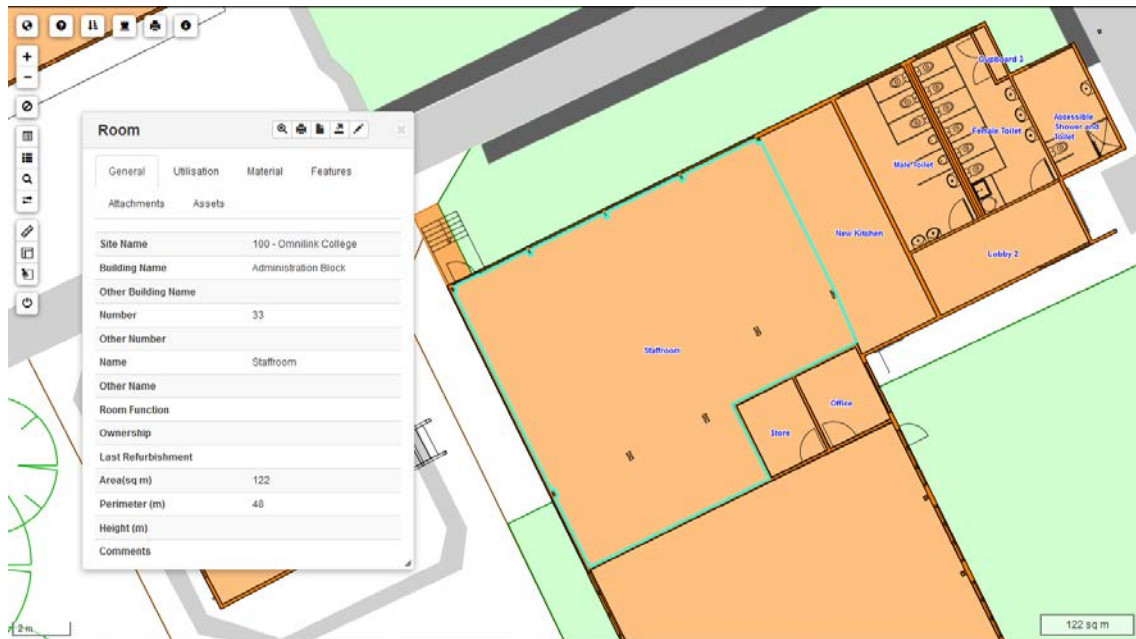 Room
General Utilisation Material Features
Attachments Assets
Site Name 100 - Omnilink College
Building Name Administration Block
Other Building Name
Number 33
Other Number
Name Staffroom
Other Name
Room Function
Ownership
Last Refurbishment
Area(sq m) 122
Perimeter (m) 48
Height (m)
Comments
Cupboard 3
Accessible
Shower and
Toilet
Female Toilet
Male Toilet
New Kitchen
Lobby 2
Staffroom
Office
Store
2 m
122 sq m